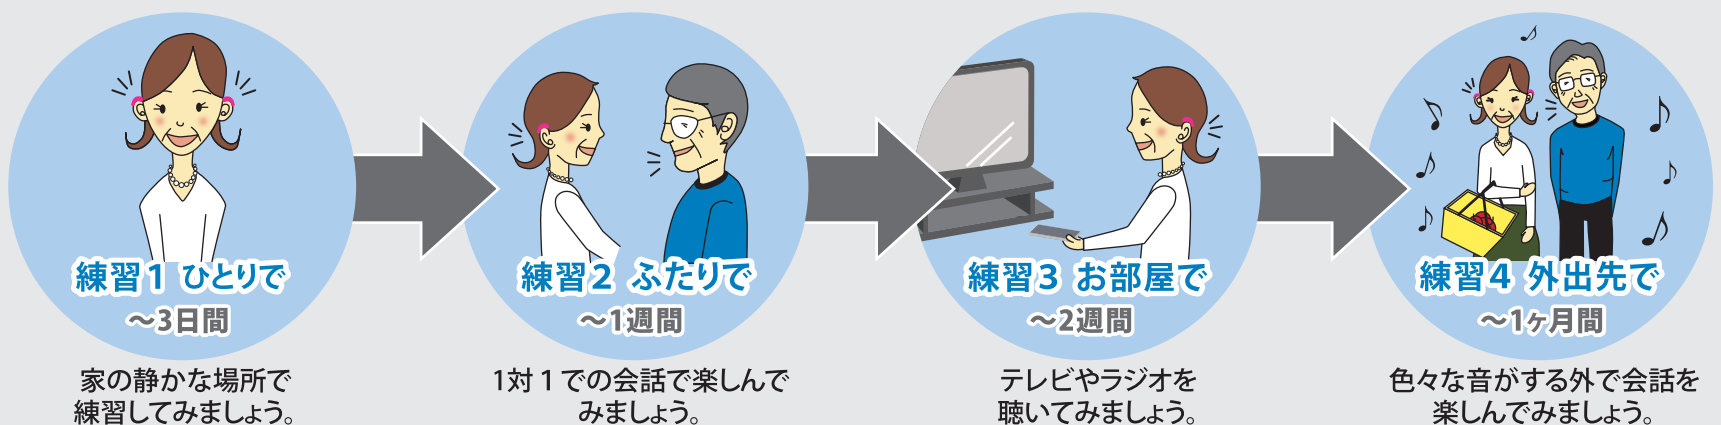 練習1 ひとりで
～3日間
家の静かな場所で
練習してみましょう。
練習2 ふたりで
～1週間
1対1での会話で楽しんで
みましょう。
練習3 お部屋で
～2週間
テレビやラジオを
聴いてみましょう。
練習4 外出先で
～1ヶ月間
色々な音がする外で会話を
楽しんでみましょう。